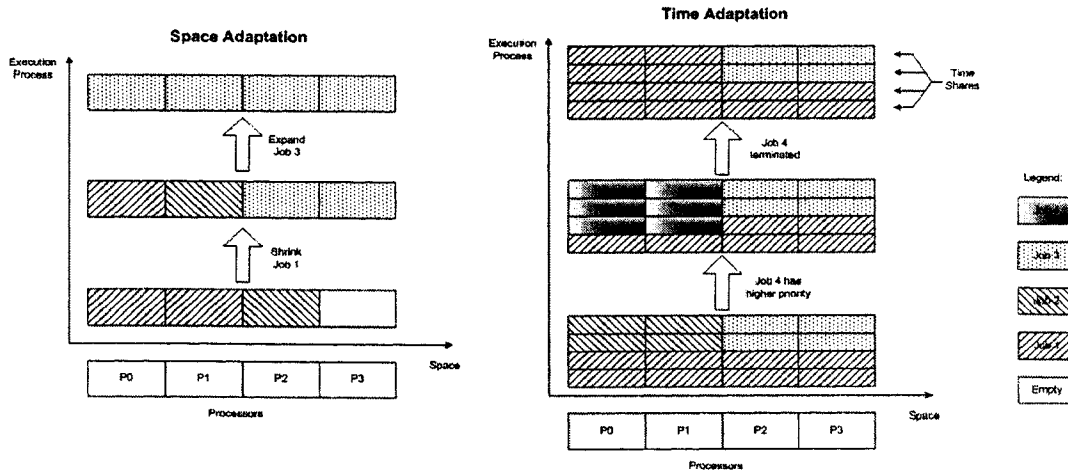 Space Adaptation
Execution
Process
Expand
Job 3
Shrink
Job 1
Space
P0 P1 P2 P3
Processors
Time Adaptation
Execution
Process
Time
Shares
Job 4
terminated
Job 4 has
higher priority
Space
P0 P1 P2 P3
Processors
Legend:
Job 3
Job 2
Job 1
Empty